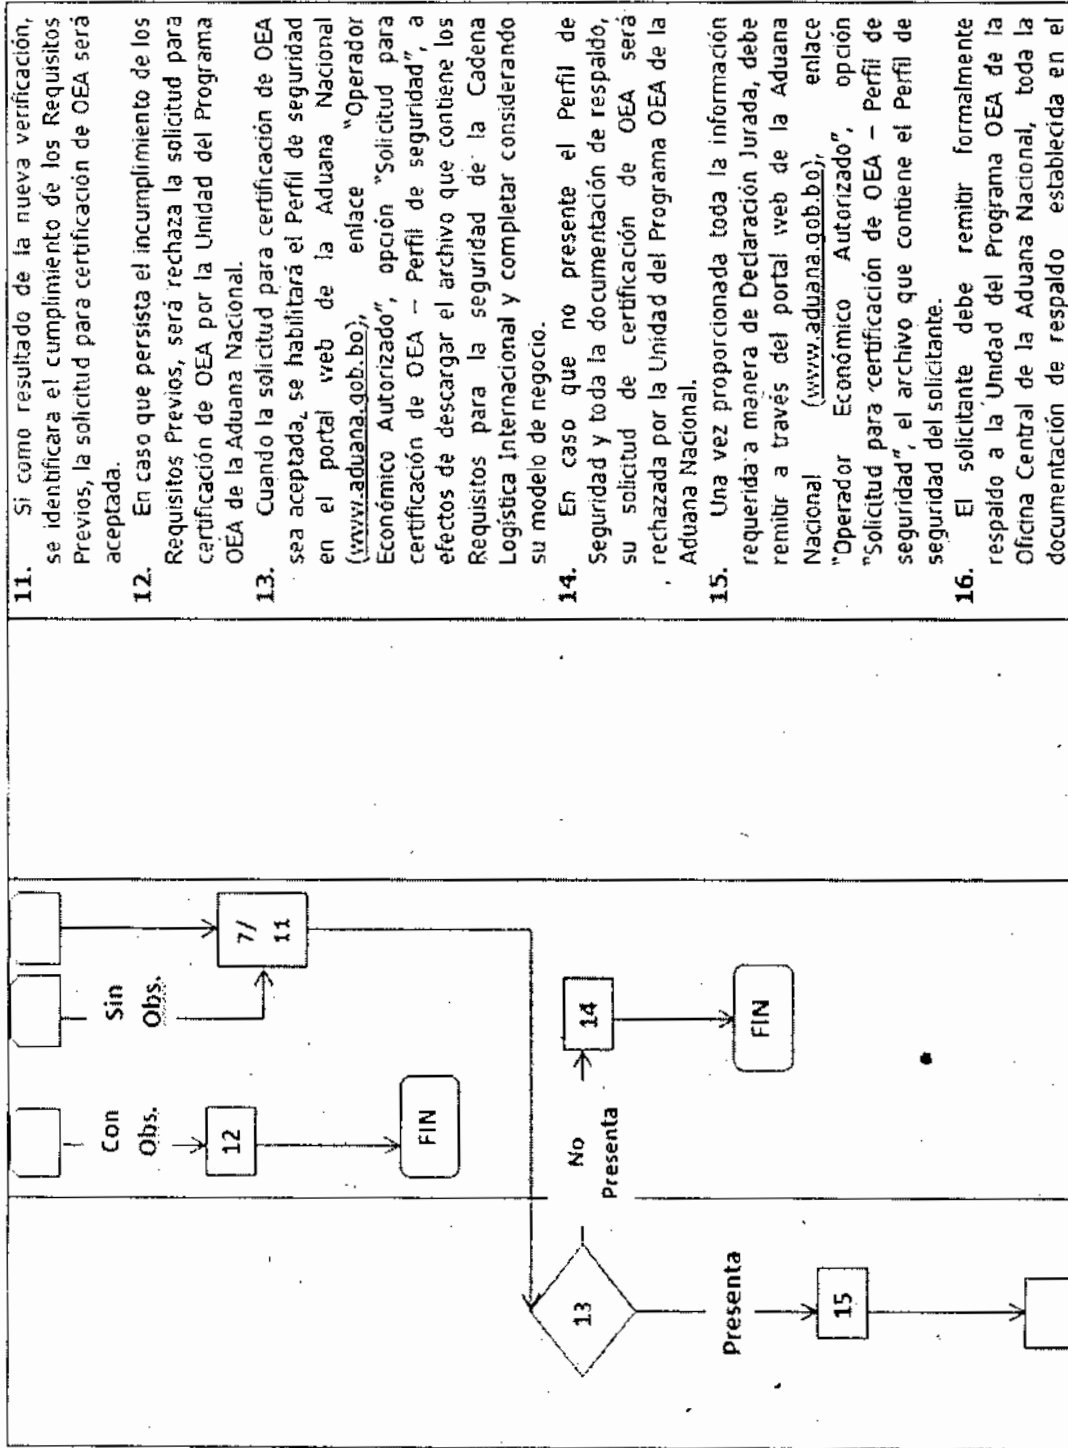 Con
Obs.
Sin
Obs.
12
7/
11
FIN
13
No
Presenta
14
FIN
Presenta
15
11. Si como resultado de la nueva verificación,
se identificara el cumplimiento de los Requisitos
Previos, la solicitud para certificación de OEA será
aceptada.
12. En caso que persista el incumplimiento de los
Requisitos Previos, será rechaza la solicitud para
certificación de OEA por la Unidad del Programa
OEA de la Aduana Nacional.
13. Cuando la solicitud para certificación de OEA
sea aceptada, se habilitará el Perfil de seguridad
en el portal web de la Aduana Nacional
(www.aduana.gob.bo), enlace "Operador
Económico Autorizado", opción "Solicitud para
certificación de OEA – Perfil de seguridad", a
efectos de descargar el archivo que contiene los
Requisitos para la seguridad de la Cadena
Logística Internacional y completar considerando
su modelo de negocio.
14. En caso que no presente el Perfil de
Seguridad y toda la documentación de respaldo,
su solicitud de certificación de OEA será
rechazada por la Unidad del Programa OEA de la
Aduana Nacional.
15. Una vez proporcionada toda la información
requerida a manera de Declaración Jurada, debe
remitir a través del portal web de la Aduana
Nacional (www.aduana.gob.bo), enlace
"Operador Económico Autorizado", opción
"Solicitud para certificación de OEA – Perfil de
seguridad", el archivo que contiene el Perfil de
seguridad del solicitante.
16. El solicitante debe remitir formalmente
respaldo a la Unidad del Programa OEA de la
Oficina Central de la Aduana Nacional, toda la
documentación de respaldo establecida en el